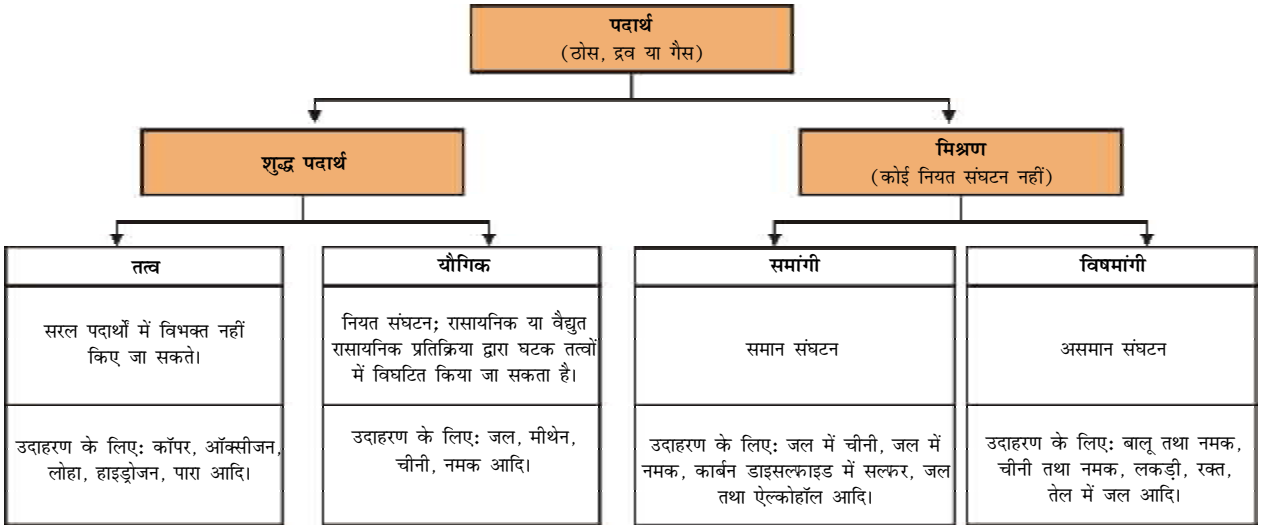 पदार्थ
(ठोस, द्रव या गैस)
शुद्ध पदार्थ
मिश्रण
(कोई नियत संघटन नहीं)
तत्व
सरल पदार्थों में विभक्त नहीं
किए जा सकते।
उदाहरण के लिए: कॉपर, ऑक्सीजन,
लोहा, हाइड्रोजन, पारा आदि।
यौगिक
नियत संघटन; रासायनिक या वैद्युत
रासायनिक प्रतिक्रिया द्वारा घटक तत्वों
में विघटित किया जा सकता है।
उदाहरण के लिए: जल, मीथेन,
चीनी, नमक आदि।
समांगी
समान संघटन
उदाहरण के लिए: जल में चीनी, जल में
नमक, कार्बन डाइसल्फाइड में सल्फर, जल
तथा ऐल्कोहॉल आदि।
विषमांगी
असमान संघटन
उदाहरण के लिए: बालू तथा नमक,
चीनी तथा नमक, लकड़ी, रक्त,
तेल में जल आदि।